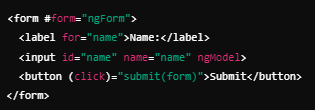 <form #form="ngForm">
<label for="name">Name:</label>
<input id="name" name="name" ngModel>
<button (click)="submit(form)">Submit</button>
</form>